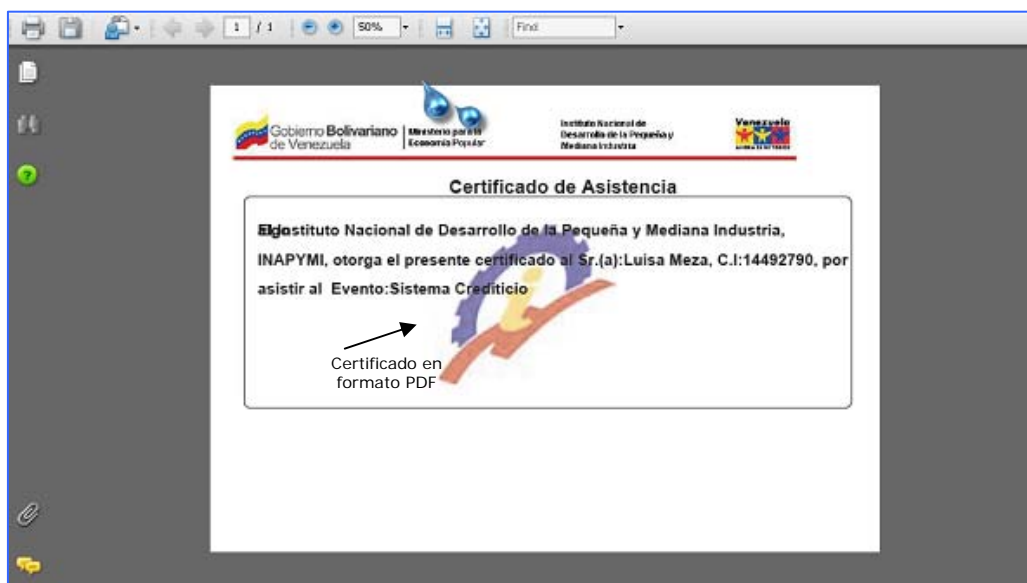 1 / 1 50% Find
Gobierno Bolivariano
de Venezuela
Ministerio para la
Economía Popular
Instituto Nacional de
Desarrollo de la Pequeña y
Mediana Industria
Venezuela
Certificado de Asistencia
Instituto Nacional de Desarrollo de la Pequeña y Mediana Industria,
INAPYMI, otorga el presente certificado al Sr.(a):Luisa Meza, C.I:14492790, por
asistir al Evento:Sistema Crediticio
Certificado en
formato PDF